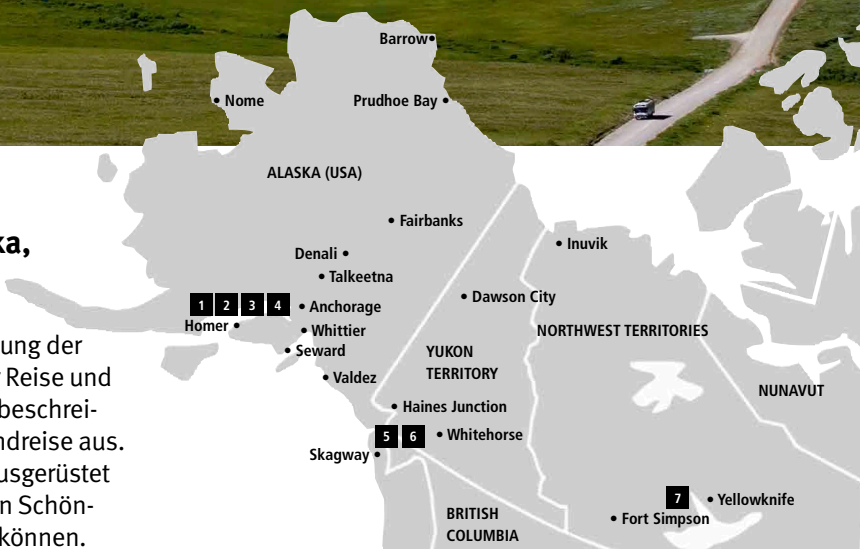 Barrow
Nome
Prudhoe Bay
ALASKA (USA)
Fairbanks
Inuvik
Denali
Talkeetna
Dawson City
1 2 3 4
Anchorage
Homer
Whittier
NORTHWEST TERRITORIES
Seward
YUKON
TERRITORY
Valdez
NUNAVUT
Haines Junction
5 6
Whitehorse
Skagway
7
Yellowknife
Fort Simpson
BRITISH
COLUMBIA
ka,
ung der
Reise und
beschrei-
ndreise aus.
usgerüstet
n Schön-
können.